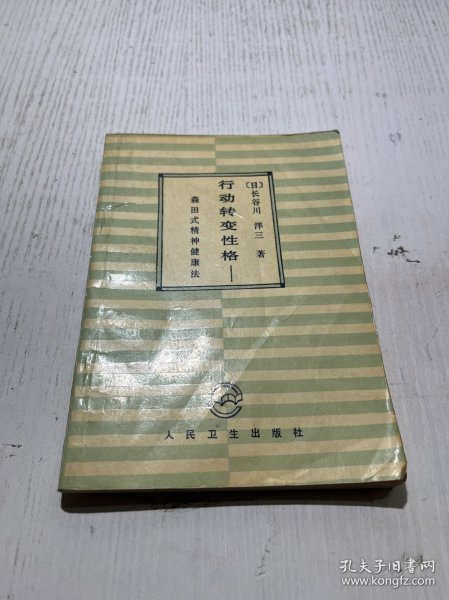 〔日〕长谷川 洋三 著
行动转变性格—
森田式精神健康法
人民卫生出版社
孔夫子旧书网
www.kongfz.com